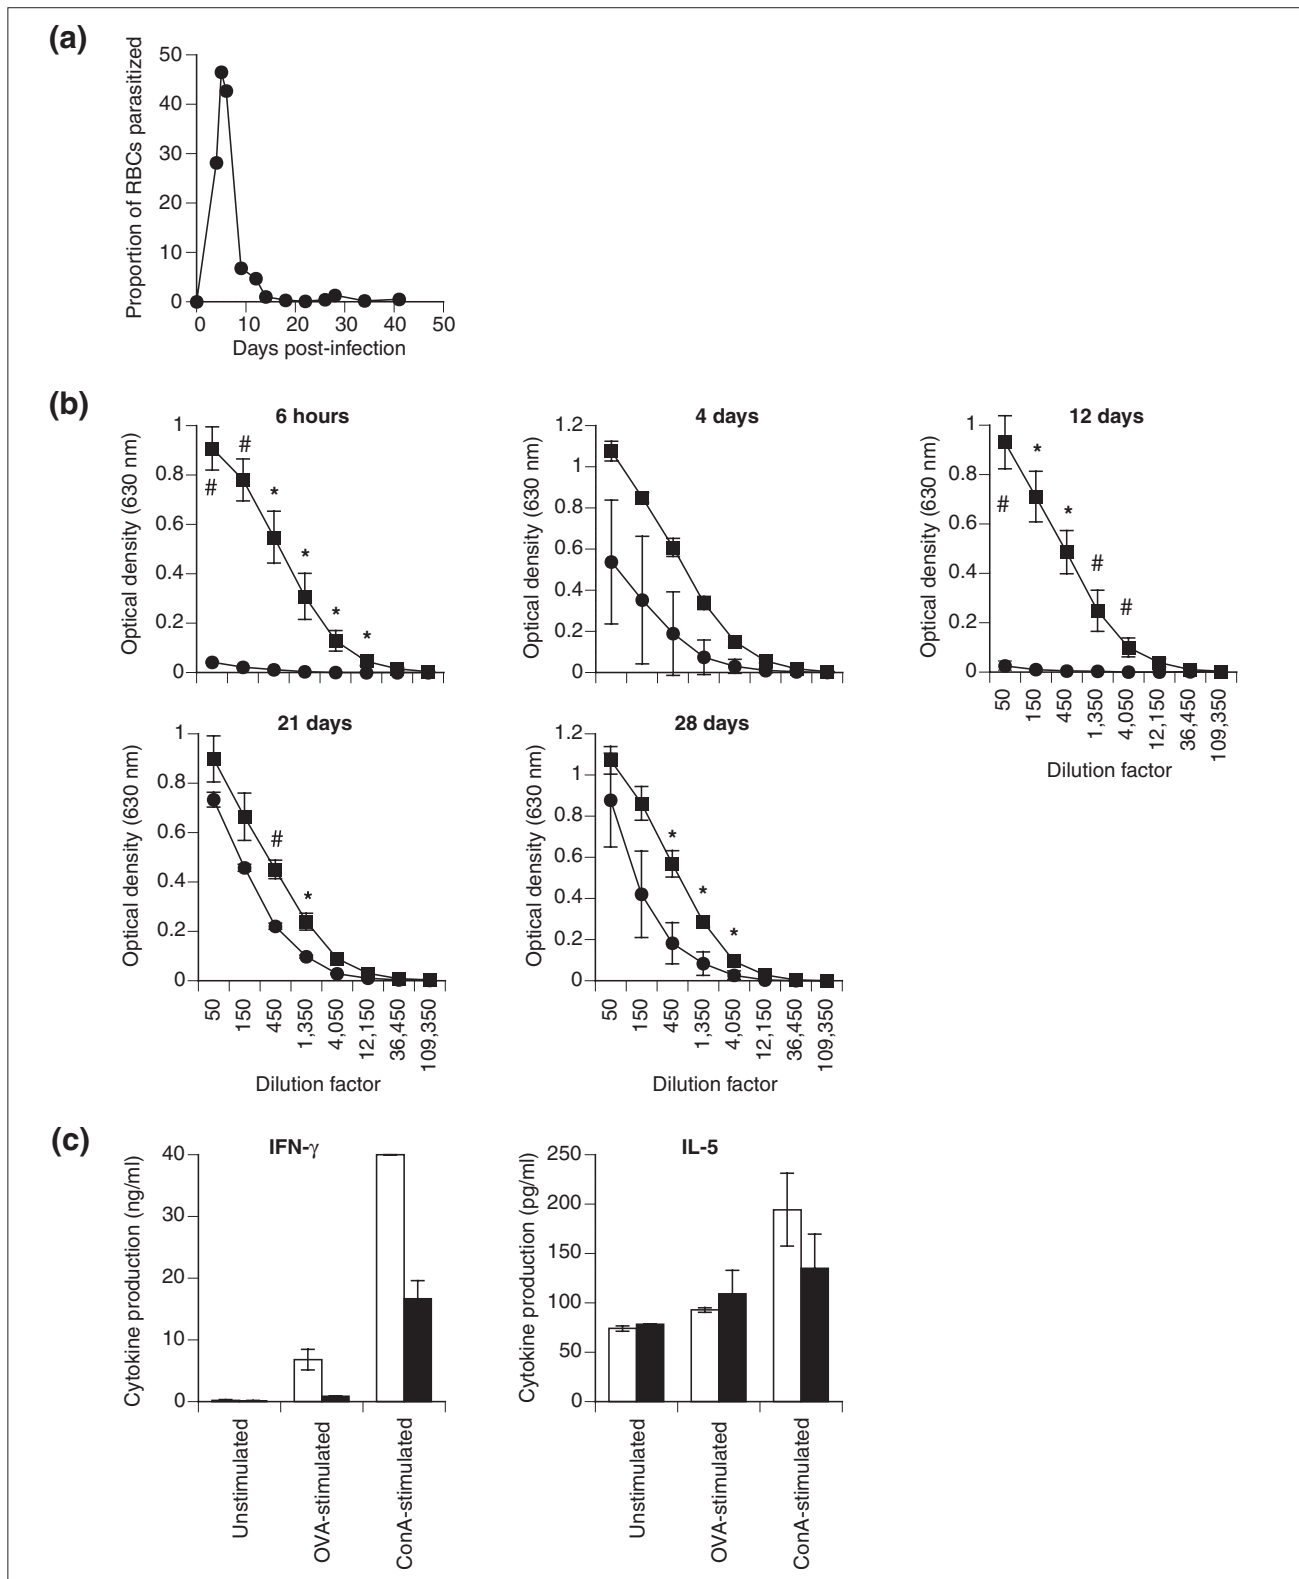 (a)
Proportion of RBCs parasitized
50
40
30
20
10
0
0 10 20 30 40 50
Days post-infection
(b)
6 hours
Optical density (630 nm)
1
0.8
0.6
0.4
0.2
0
# # * * * *
4 days
Optical density (630 nm)
1.2
1
0.8
0.6
0.4
0.2
0
12 days
Optical density (630 nm)
1
0.8
0.6
0.4
0.2
0
# * * # #
50 150 450 1,350 4,050 12,150 36,450 109,350
Dilution factor
21 days
Optical density (630 nm)
1
0.8
0.6
0.4
0.2
0
# *
50 150 450 1,350 4,050 12,150 36,450 109,350
Dilution factor
28 days
Optical density (630 nm)
1.2
1
0.8
0.6
0.4
0.2
0
* * *
50 150 450 1,350 4,050 12,150 36,450 109,350
Dilution factor
(c)
IFN-γ
Cytokine production (ng/ml)
40
30
20
10
0
Unstimulated
OVA-stimulated
ConA-stimulated
IL-5
Cytokine production (pg/ml)
250
200
150
100
50
0
Unstimulated
OVA-stimulated
ConA-stimulated